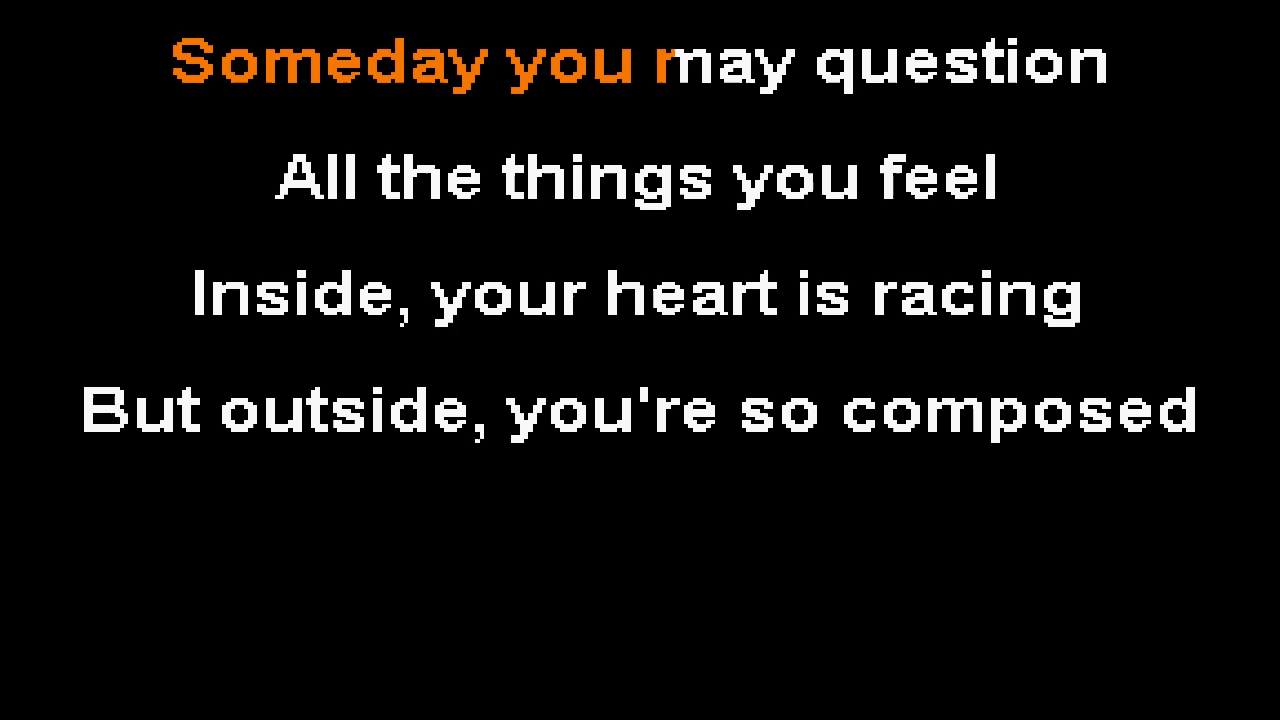 Someday you may question
All the things you feel
Inside, your heart is racing
But outside, you're so composed